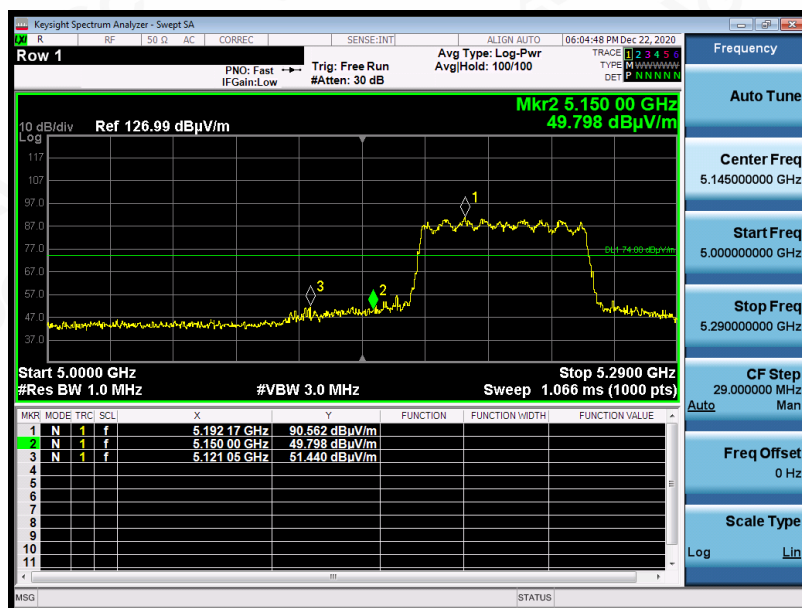 Keysight Spectrum Analyzer - Swept SA
LXI R RF 50 Ω AC CORREC SENSE:INT ALIGN AUTO 06:04:48 PM Dec 22, 2020
Row 1
PNO: Fast
IFGain:Low
Trig: Free Run
#Atten: 30 dB
Avg Type: Log-Pwr
Avg|Hold: 100/100
TRACE 1 2 3 4 5 6
TYPE M W W W W W
DET P N N N N N
Mkr2 5.150 00 GHz
49.798 dBµV/m
10 dB/div Ref 126.99 dBµV/m
Log
117
107
97.0
87.0
77.0
67.0
57.0
47.0
37.0
1
2
3
DL1 74.00 dBµV/m
Start 5.0000 GHz Stop 5.2900 GHz
#Res BW 1.0 MHz #VBW 3.0 MHz Sweep 1.066 ms (1000 pts)
MKR MODE TRC SCL X Y FUNCTION FUNCTION WIDTH FUNCTION VALUE
1 N 1 f 5.192 17 GHz 90.562 dBµV/m
2 N 1 f 5.150 00 GHz 49.798 dBµV/m
3 N 1 f 5.121 05 GHz 51.440 dBµV/m
4
5
6
7
8
9
10
11
MSG STATUS
Frequency
Auto Tune
Center Freq
5.145000000 GHz
Start Freq
5.000000000 GHz
Stop Freq
5.290000000 GHz
CF Step
29.000000 MHz
Auto Man
Freq Offset
0 Hz
Scale Type
Log Lin